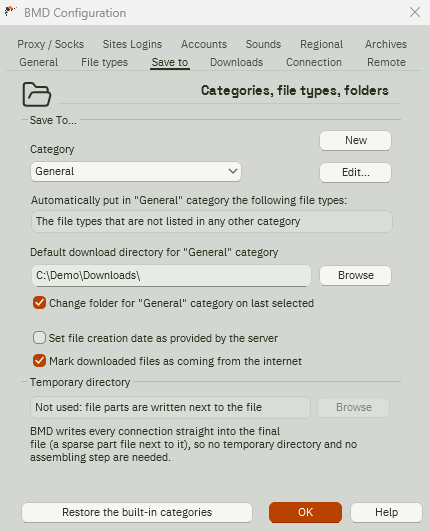 BMD Configuration
Proxy / Socks Sites Logins Accounts Sounds Regional Archives
General File types Save to Downloads Connection Remote
Categories, file types, folders
Save To...
New
Category
General
Edit...
Automatically put in "General" category the following file types:
The file types that are not listed in any other category
Default download directory for "General" category
C:\Demo\Downloads\ Browse
Change folder for "General" category on last selected
Set file creation date as provided by the server
Mark downloaded files as coming from the internet
Temporary directory
Not used: file parts are written next to the file Browse
BMD writes every connection straight into the final
file (a sparse part file next to it), so no temporary directory and no
assembling step are needed.
Restore the built-in categories OK Help